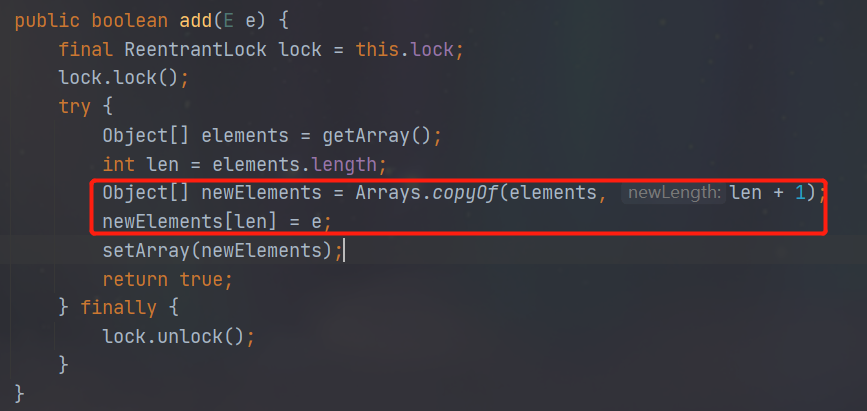 public boolean add(E e) {
    final ReentrantLock lock = this.lock;
    lock.lock();
    try {
        Object[] elements = getArray();
        int len = elements.length;
        Object[] newElements = Arrays.copyOf(elements, newLength: len + 1);
        newElements[len] = e;
        setArray(newElements);
        return true;
    } finally {
        lock.unlock();
    }
}